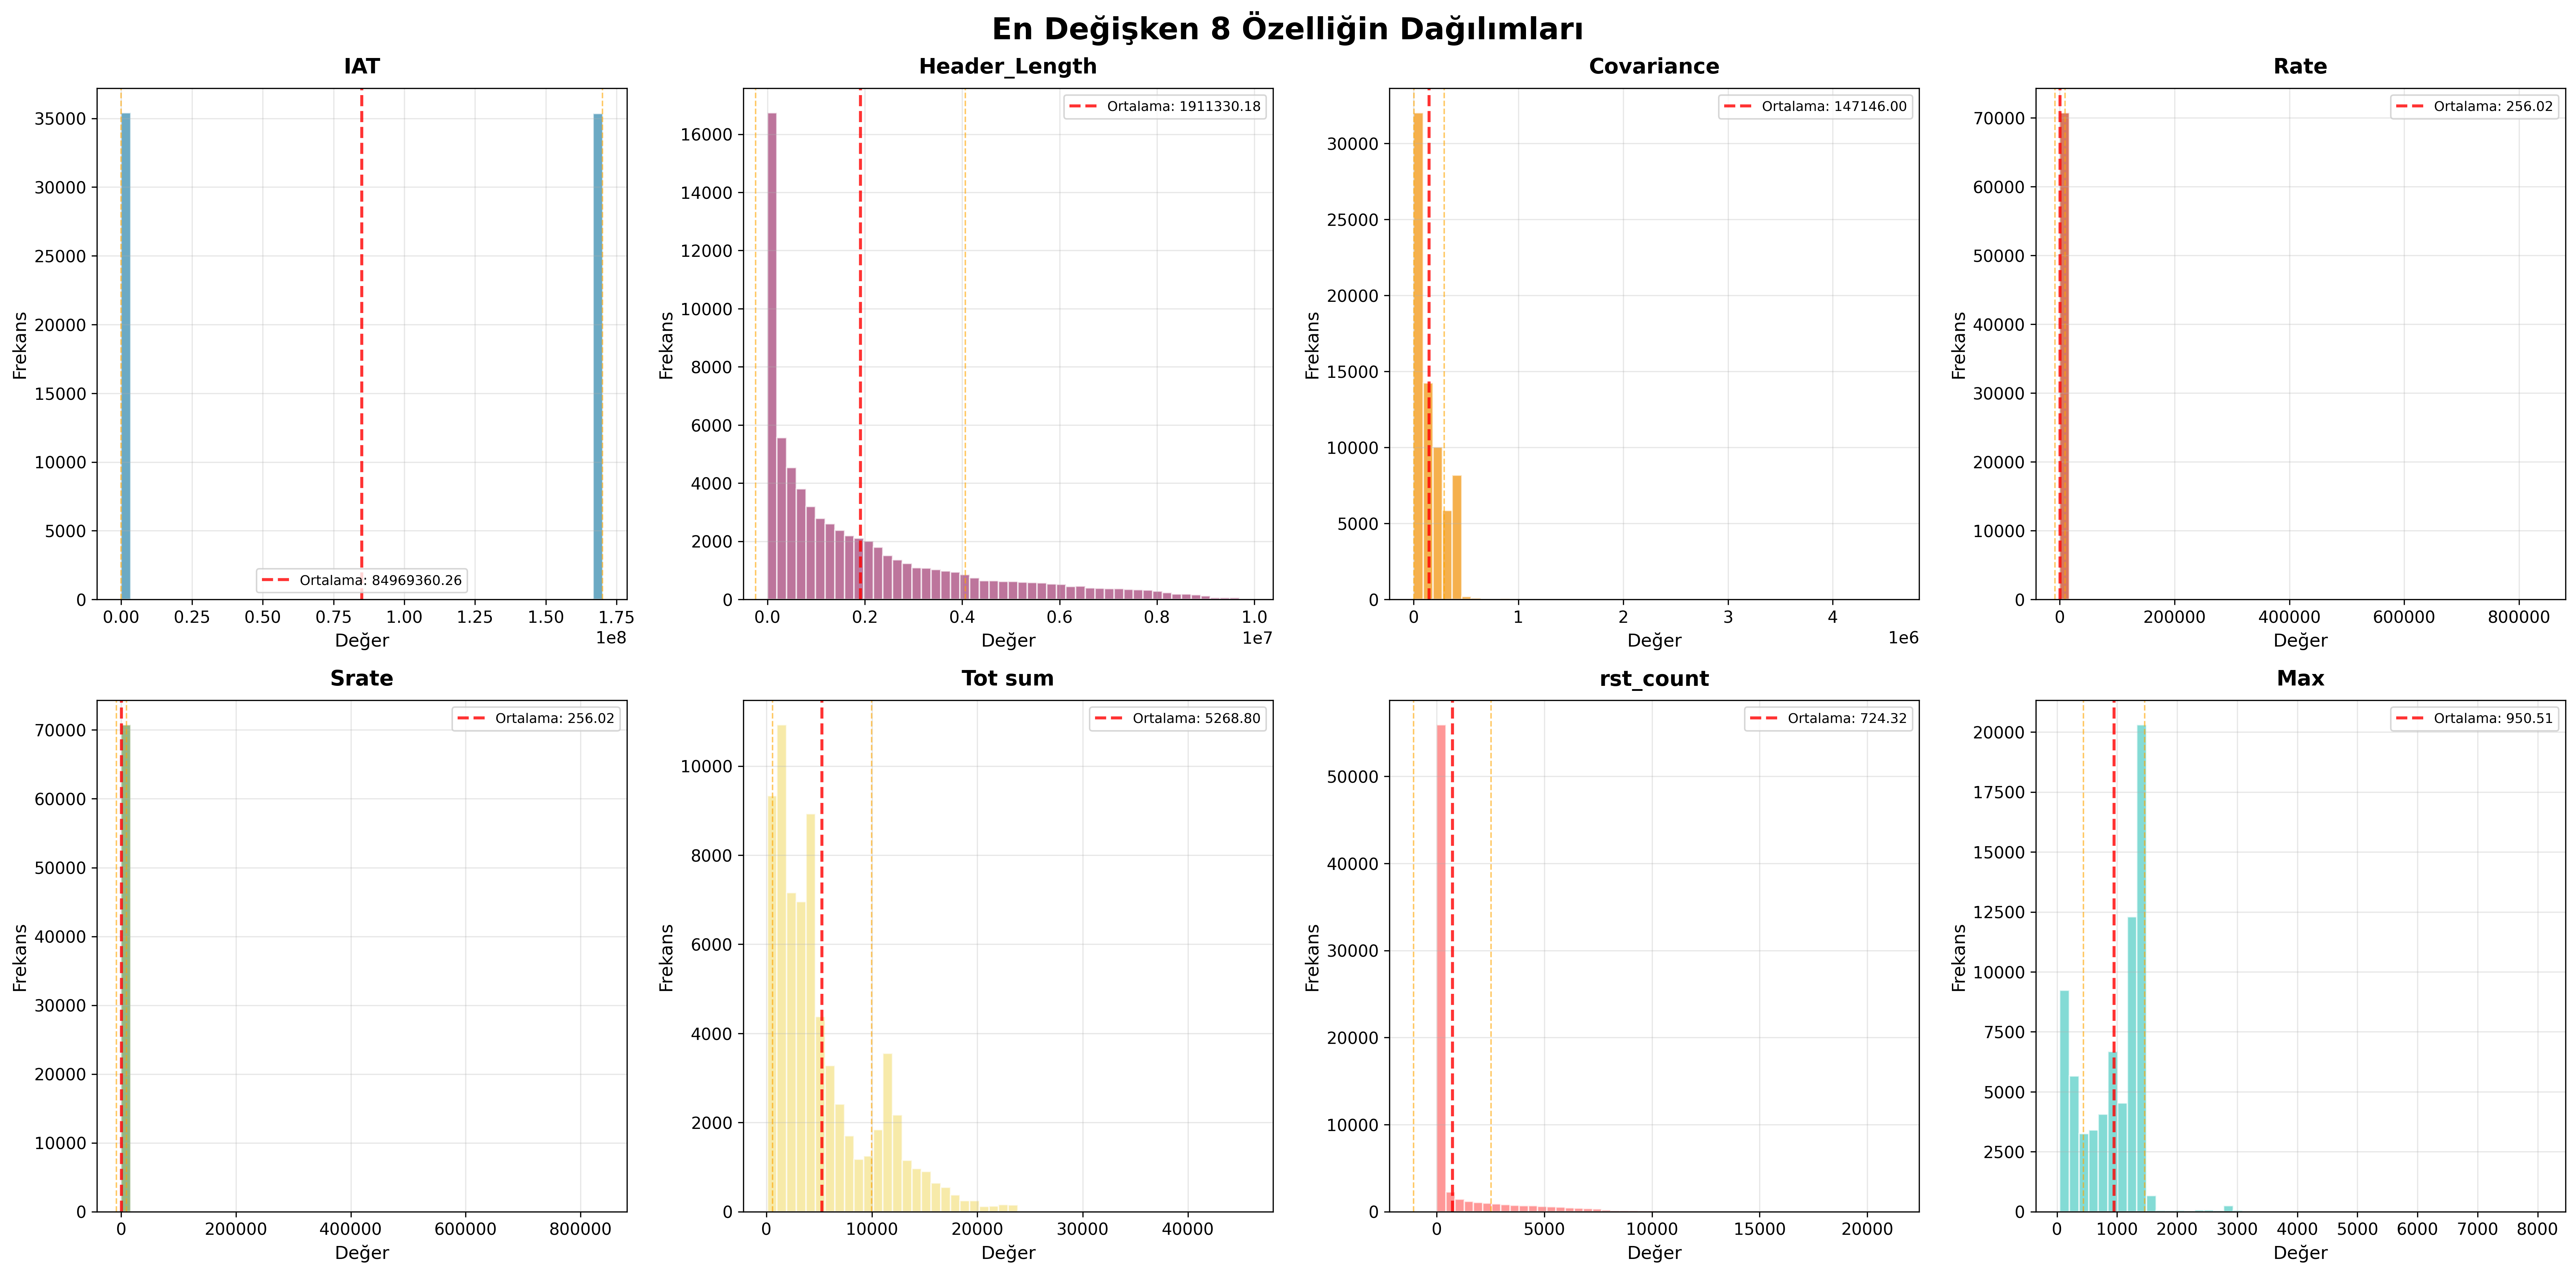 En Değişken 8 Özelliğin Dağılımları
IAT
Frekans
35000
30000
25000
20000
15000
10000
5000
0
Ortalama: 84969360.26
0.00 0.25 0.50 0.75 1.00 1.25 1.50 1.75
1e8
Değer
Header_Length
Frekans
16000
14000
12000
10000
8000
6000
4000
2000
0
Ortalama: 1911330.18
0.0 0.2 0.4 0.6 0.8 1.0
1e7
Değer
Covariance
Frekans
30000
25000
20000
15000
10000
5000
0
Ortalama: 147146.00
0 1 2 3 4
1e6
Değer
Rate
Frekans
70000
60000
50000
40000
30000
20000
10000
0
Ortalama: 256.02
0 200000 400000 600000 800000
Değer
Srate
Frekans
70000
60000
50000
40000
30000
20000
10000
0
Ortalama: 256.02
0 200000 400000 600000 800000
Değer
Tot sum
Frekans
10000
8000
6000
4000
2000
0
Ortalama: 5268.80
0 10000 20000 30000 40000
Değer
rst_count
Frekans
50000
40000
30000
20000
10000
0
Ortalama: 724.32
0 5000 10000 15000 20000
Değer
Max
Frekans
20000
17500
15000
12500
10000
7500
5000
2500
0
Ortalama: 950.51
0 1000 2000 3000 4000 5000 6000 7000 8000
Değer